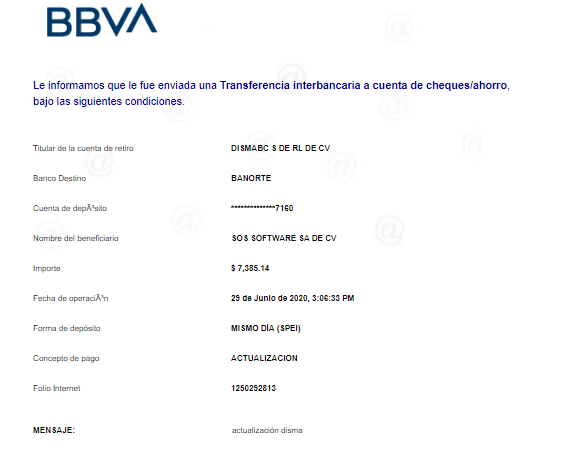 BBVA
Le informamos que le fue enviada una Transferencia interbancaria a cuenta de cheques/ahorro,
bajo las siguientes condiciones.
Titular de la cuenta de retiro DISMABC S DE RL DE CV
Banco Destino BANORTE
Cuenta de depÃ³sito **************7160
Nombre del beneficiario SOS SOFTWARE SA DE CV
Importe $ 7,385.14
Fecha de operaciÃ³n 29 de Junio de 2020, 3:06:33 PM
Forma de depósito MISMO DÍA (SPEI)
Concepto de pago ACTUALIZACION
Folio Internet 1250292813
MENSAJE: actualización disma